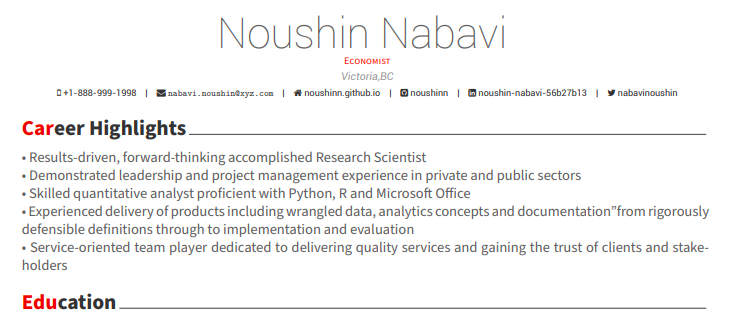 Noushin Nabavi
Economist
Victoria,BC
+1-888-999-1998 | nabavi.noushin@xyz.com | noushinn.github.io | noushinn | noushin-nabavi-56b27b13 | nabavinoushin
Career Highlights
• Results-driven, forward-thinking accomplished Research Scientist
• Demonstrated leadership and project management experience in private and public sectors
• Skilled quantitative analyst proficient with Python, R and Microsoft Office
• Experienced delivery of products including wrangled data, analytics concepts and documentation”from rigorously
defensible definitions through to implementation and evaluation
• Service-oriented team player dedicated to delivering quality services and gaining the trust of clients and stake-
holders
Education